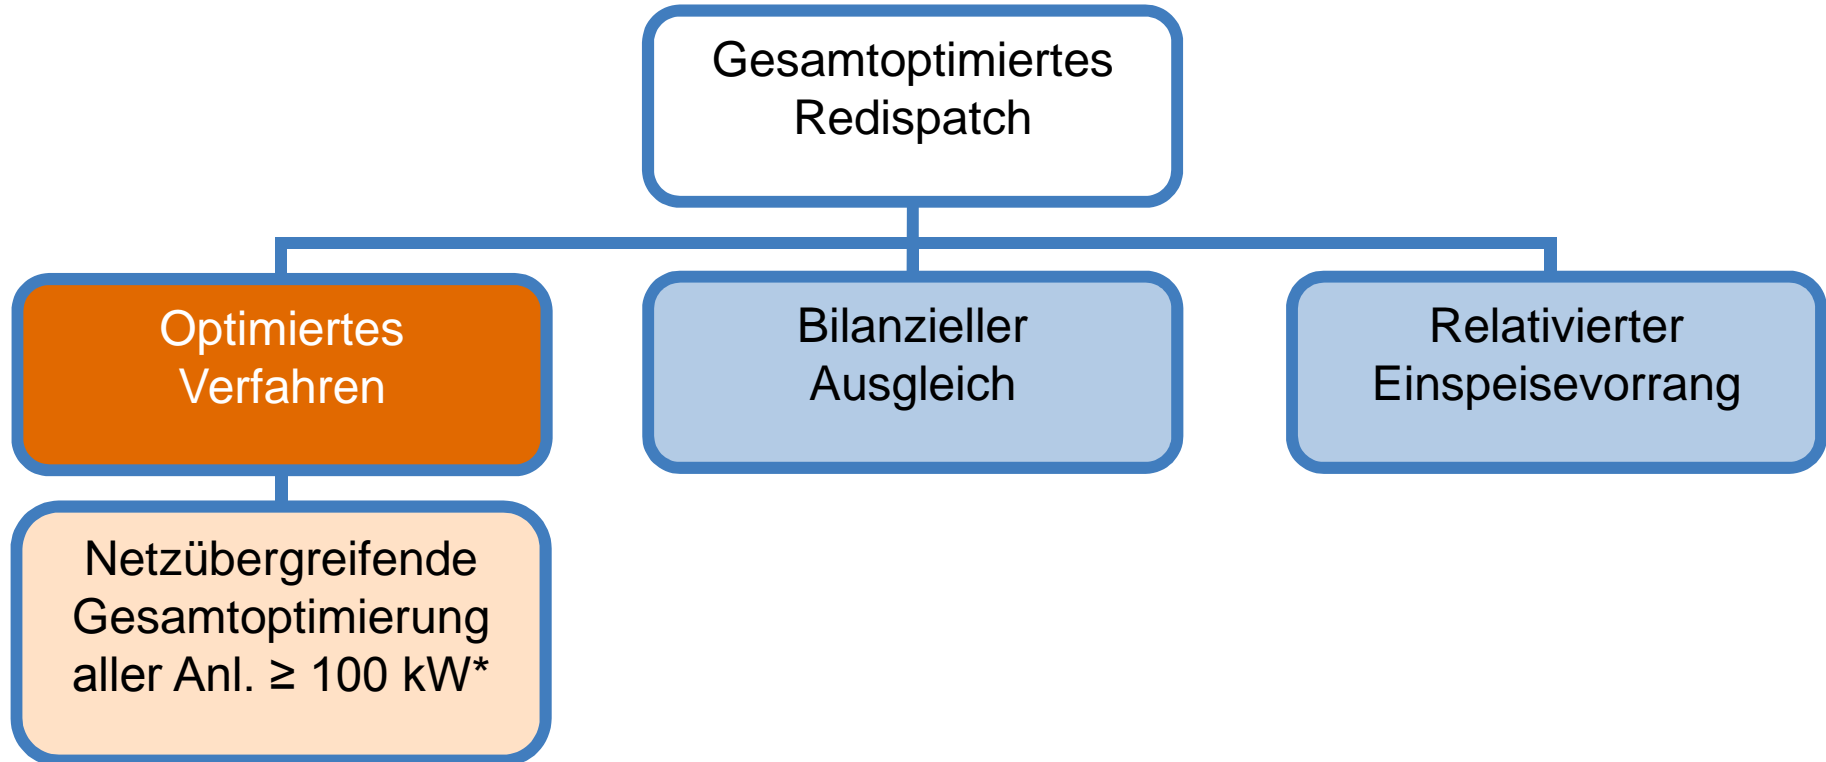 Gesamtoptimiertes
Redispatch
Optimiertes
Verfahren
Bilanzieller
Ausgleich
Relativierter
Einspeisevorrang
Netzübergreifende
Gesamtoptimierung
aller Anl. ≥ 100 kW*